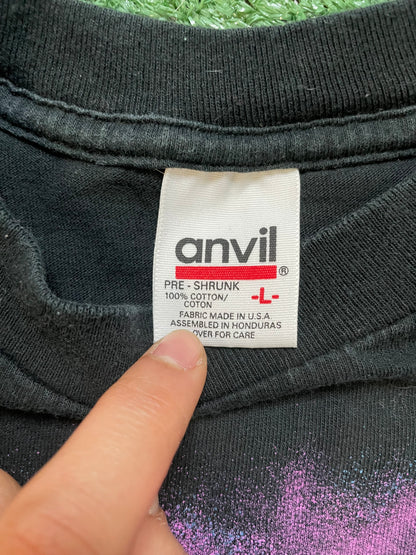 anvil®
PRE - SHRUNK
100% COTTON/
COTON
-L-
FABRIC MADE IN U.S.A
ASSEMBLED IN HONDURAS
OVER FOR CARE